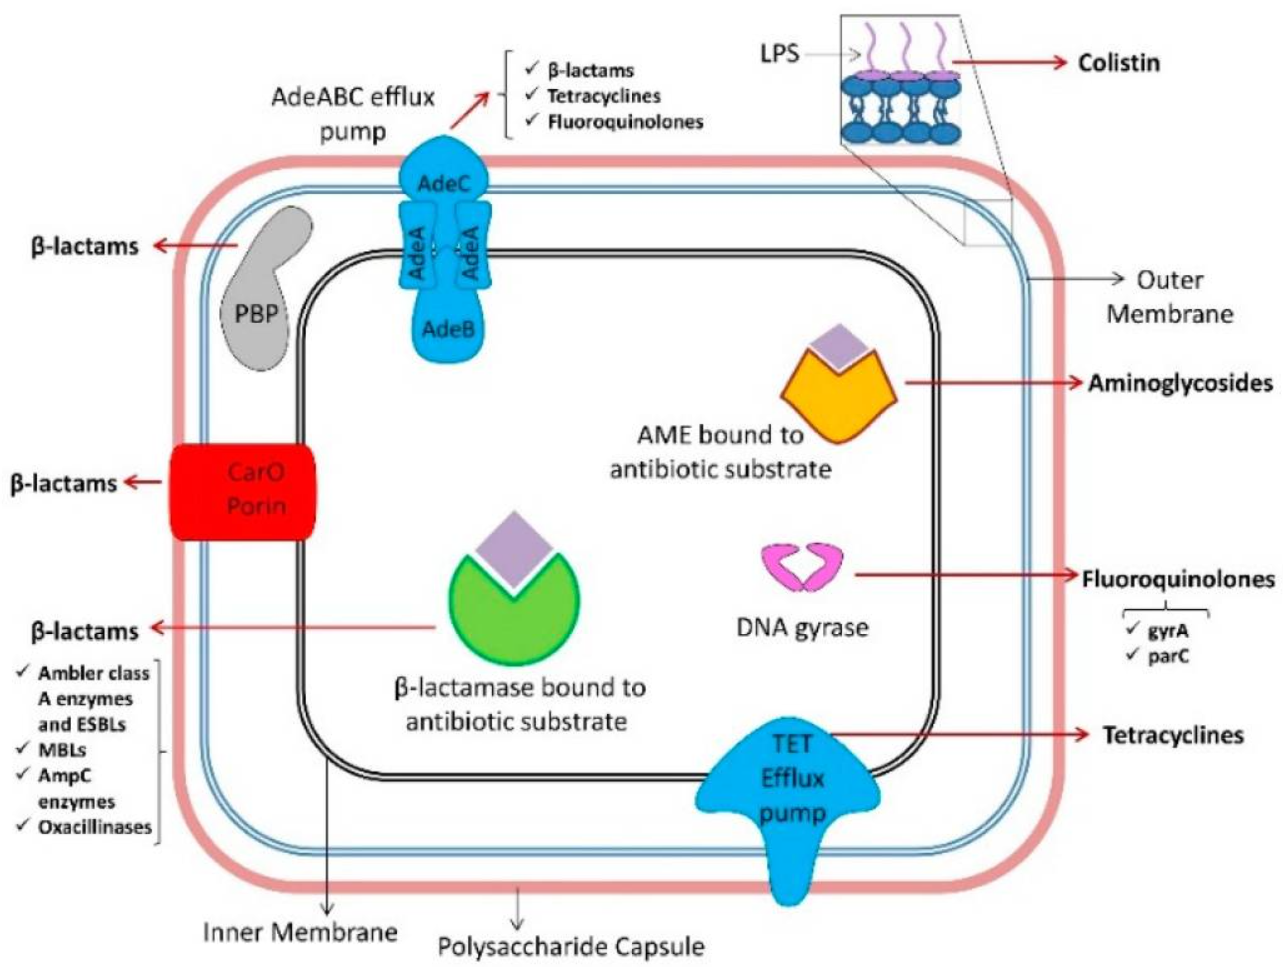 LPS
Colistin
AdeABC efflux
pump
✓ β-lactams
✓ Tetracyclines
✓ Fluoroquinolones
AdeC
AdeA
AdeA
AdeB
β-lactams
PBP
Outer
Membrane
Aminoglycosides
AME bound to
antibiotic substrate
β-lactams
CarO
Porin
DNA gyrase
Fluoroquinolones
✓ gyrA
✓ parC
β-lactams
✓ Ambler class
A enzymes
and ESBLs
✓ MBLs
✓ AmpC
enzymes
✓ Oxacillinases
β-lactamase bound to
antibiotic substrate
TET
Efflux
pump
Tetracyclines
Inner Membrane
Polysaccharide Capsule